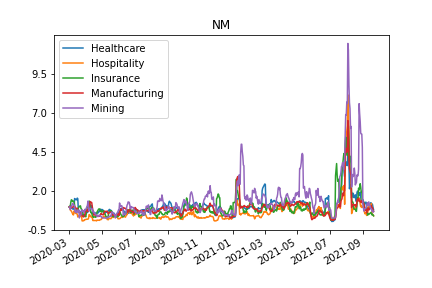 NM
Healthcare
Hospitality
Insurance
Manufacturing
Mining
9.5
7.0
4.5
2.0
-0.5
2020-03
2020-05
2020-07
2020-09
2020-11
2021-01
2021-03
2021-05
2021-07
2021-09